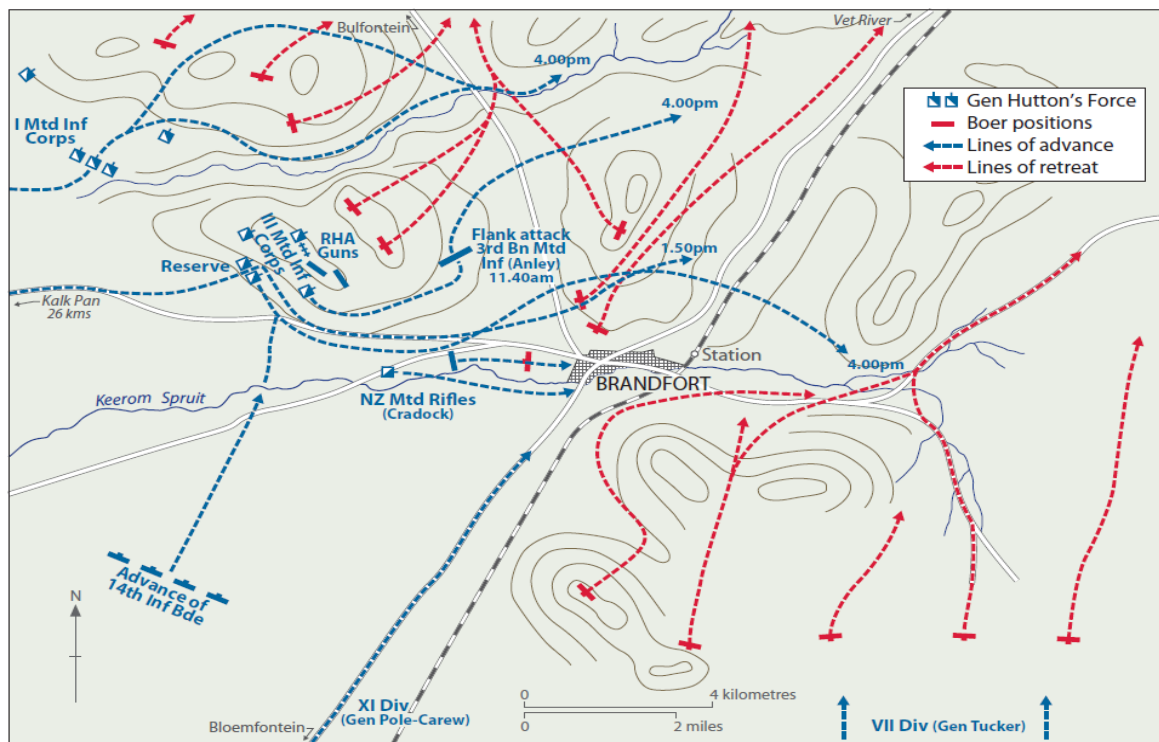 Bulfontein
Vet River
4.00pm
4.00pm
Gen Hutton's Force
Boer positions
Lines of advance
Lines of retreat
I Mtd Inf
Corps
III Mtd Inf
Corps
RHA
Guns
Flank attack
3rd Bn Mtd
Inf (Anley)
11.40am
1.50pm
Reserve
Kalk Pan
26 kms
Station
4.00pm
BRANDFORT
Keerom Spruit
NZ Mtd Rifles
(Cradock)
Advance of
14th Inf Bde
N
0 4 kilometres
0 2 miles
XI Div
(Gen Pole-Carew)
VII Div (Gen Tucker)
Bloemfontein